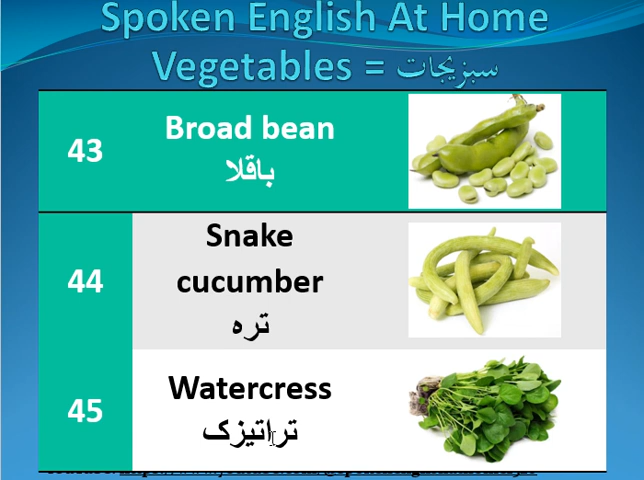 Spoken English At Home
Vegetables = سبزیجات
43
Broad bean
باقلا
44
Snake
cucumber
تره
45
Watercress
تراتیزک